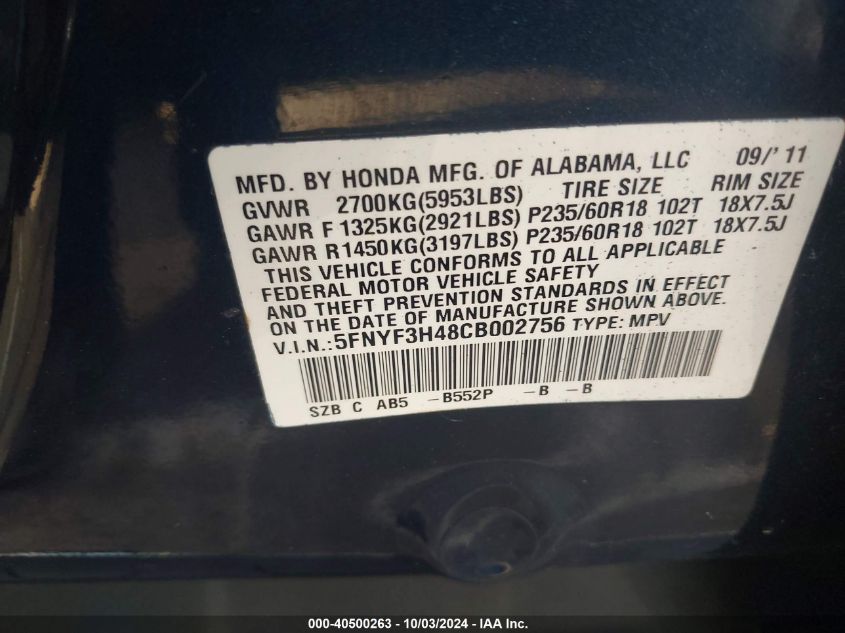 MFD. BY HONDA MFG. OF ALABAMA, LLC 09/'11
GVWR 2700KG(5953LBS) TIRE SIZE RIM SIZE
GAWR F 1325KG(2921LBS) P235/60R18 102T 18X7.5J
GAWR R1450KG(3197LBS) P235/60R18 102T 18X7.5J
THIS VEHICLE CONFORMS TO ALL APPLICABLE
FEDERAL MOTOR VEHICLE SAFETY
AND THEFT PREVENTION STANDARDS IN EFFECT
ON THE DATE OF MANUFACTURE SHOWN ABOVE.
V.I.N.:5FNYF3H48CB002756 TYPE: MPV
SZB C AB5 -B552P -B -B
000-40500263 - 10/03/2024 - IAA Inc.